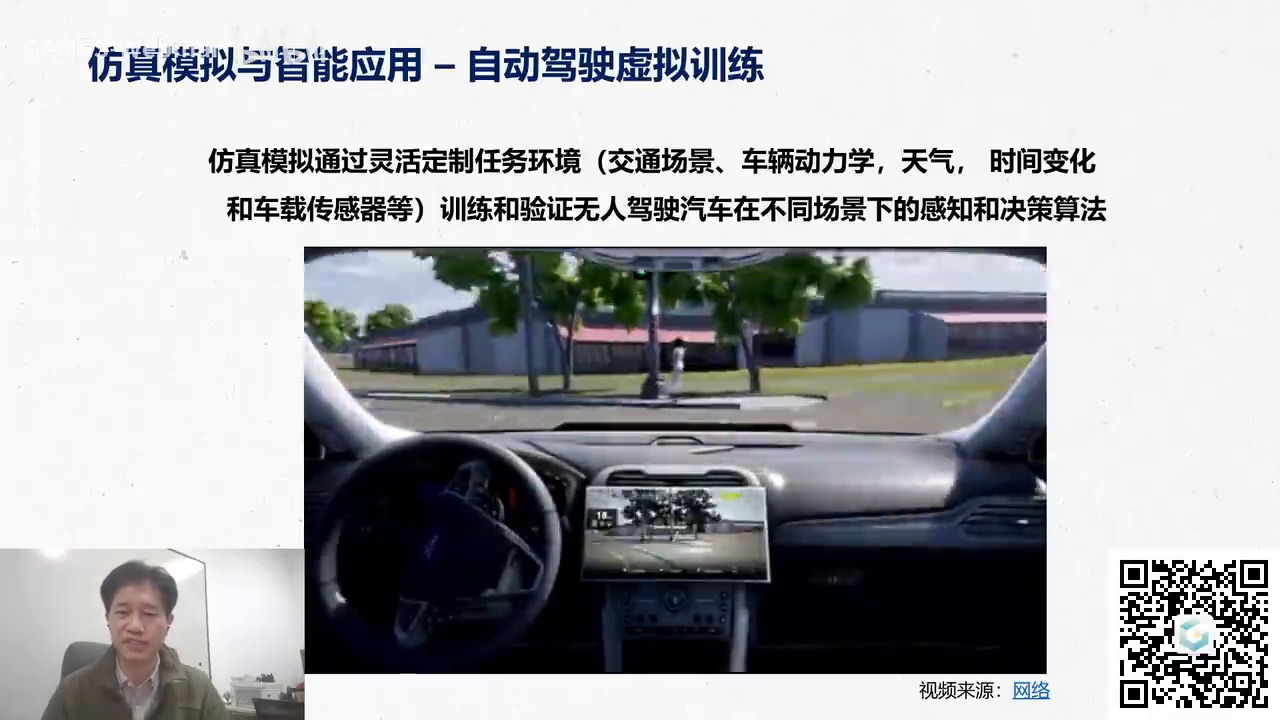 仿真模拟与智能应用 – 自动驾驶虚拟训练
仿真模拟通过灵活定制任务环境（交通场景、车辆动力学，天气， 时间变化
和车载传感器等）训练和验证无人驾驶汽车在不同场景下的感知和决策算法
视频来源：网络